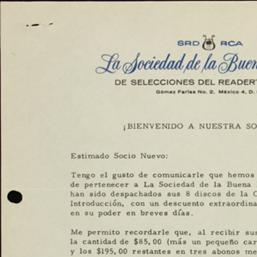 SRD RCA
La Sociedad de la Buena
DE SELECCIONES DEL READER'
Gómez Farías No. 2, México 4, D.
¡BIENVENIDO A NUESTRA SO
Estimado Socio Nuevo:
Tengo el gusto de comunicarle que hemos
de pertenecer a La Sociedad de la Buena
han sido despachados sus 8 discos de la C
Introducción, con un descuento extraordina
en su poder en breves días.
Me permito recordarle que, al recibir sus
la cantidad de $85,00 (más un pequeño car
y los $195,00 restantes en tres abonos me